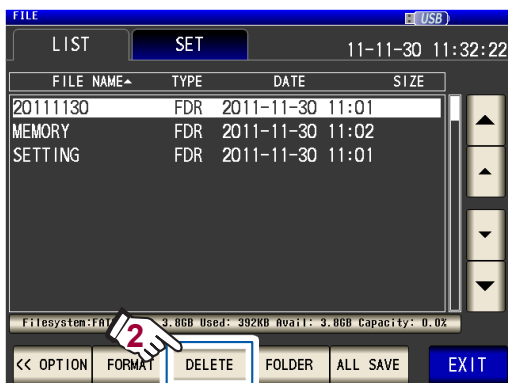 FILE USB
LIST SET 11-11-30 11:32:22
FILE NAME▲ TYPE DATE SIZE
20111130 FDR 2011-11-30 11:01
MEMORY FDR 2011-11-30 11:02
SETTING FDR 2011-11-30 11:01
Filesystem:FAT 3.8GB Used: 392KB Avail: 3.8GB Capacity: 0.0%
2
<< OPTION FORMAT DELETE FOLDER ALL SAVE EXIT